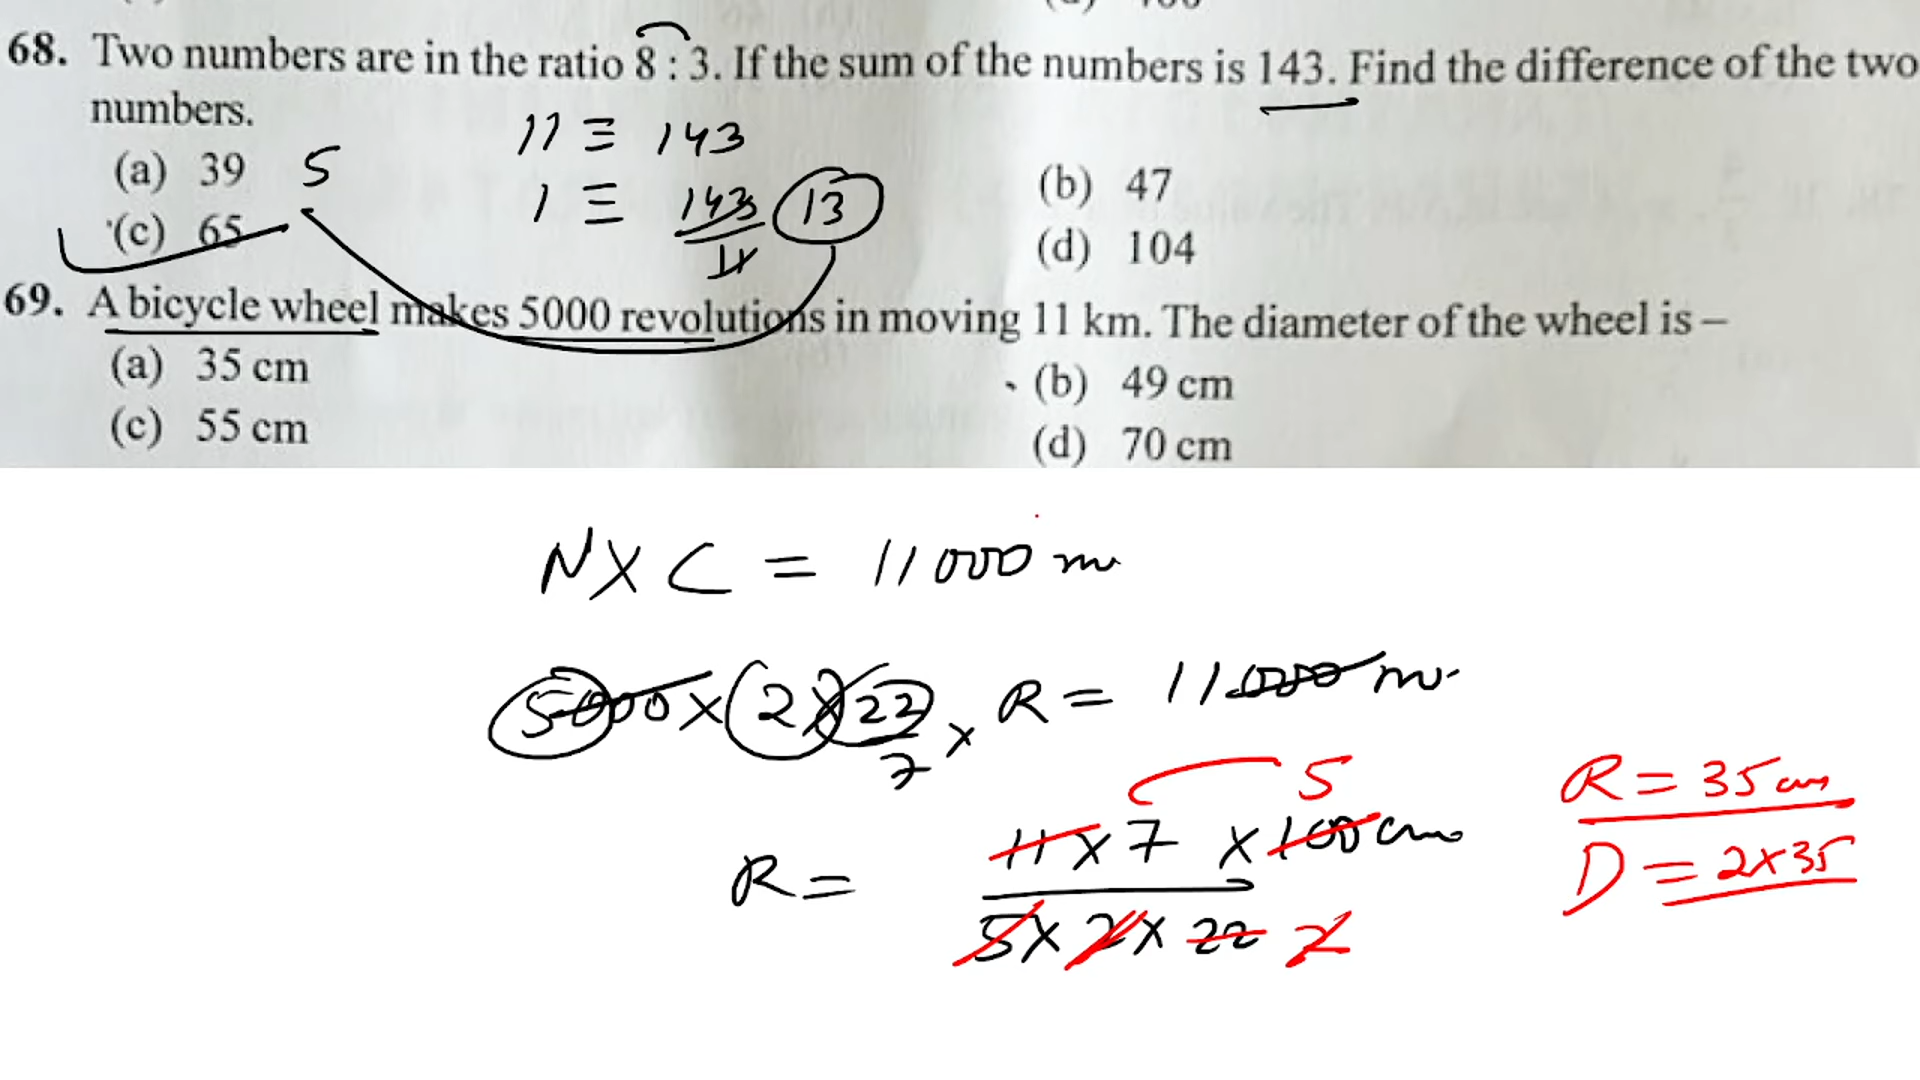 68. Two numbers are in the ratio 8 : 3. If the sum of the numbers is 143. Find the difference of the two
numbers.
11 ≡ 143
(a) 39 5
(b) 47
1 ≡ 143/11 13
(c) 65
(d) 104
69. A bicycle wheel makes 5000 revolutions in moving 11 km. The diameter of the wheel is –
(a) 35 cm
(b) 49 cm
(c) 55 cm
(d) 70 cm
N X C = 11000 m
5000 x 2 x 22/7 x R = 11000 m.
R = 35 cm
5
R = 11 x 7 x 100 cm
5 x 2 x 22 2
D = 2x35